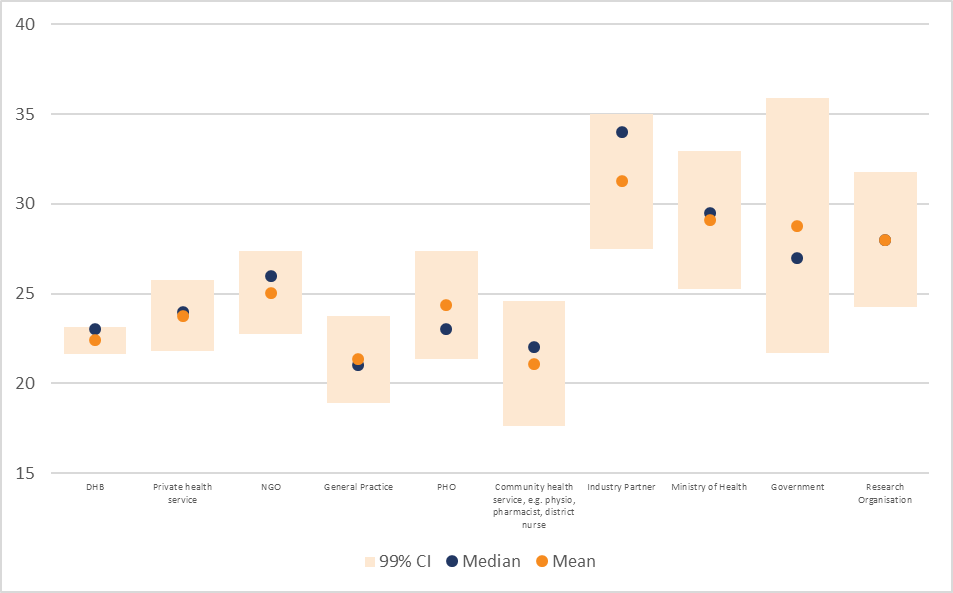 40
35
30
25
20
15
DHB
Private health
service
NGO
General Practice
PHO
Community health
service, e.g. physio,
pharmacist, district
nurse
Industry Partner
Ministry of Health
Government
Research
Organisation
99% CI
Median
Mean